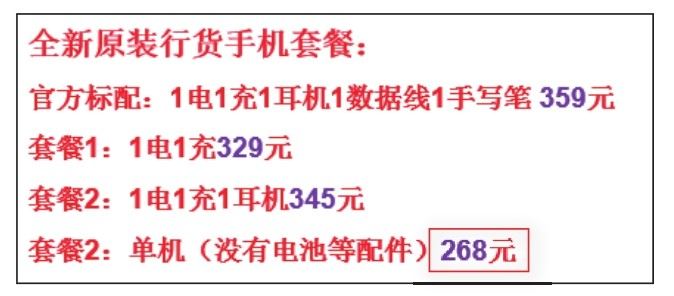 全新原装行货手机套餐：
官方标配：1电1充1耳机1数据线1手写笔 359元
套餐1：1电1充329元
套餐2：1电1充1耳机345元
套餐2：单机（没有电池等配件）268元